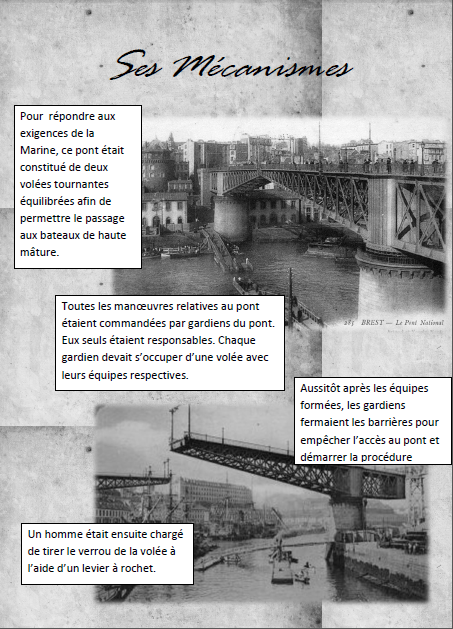 Ses Mécanismes
Pour répondre aux
exigences de la
Marine, ce pont était
constitué de deux
volées tournantes
équilibrées afin de
permettre le passage
aux bateaux de haute
mâture.
283 BREST — Le Pont National
Toutes les manœuvres relatives au pont
étaient commandées par gardiens du pont.
Eux seuls étaient responsables. Chaque
gardien devait s’occuper d’une volée avec
leurs équipes respectives.
Aussitôt après les équipes
formées, les gardiens
fermaient les barrières pour
empêcher l’accès au pont et
démarrer la procédure
Un homme était ensuite chargé
de tirer le verrou de la volée à
l’aide d’un levier à rochet.